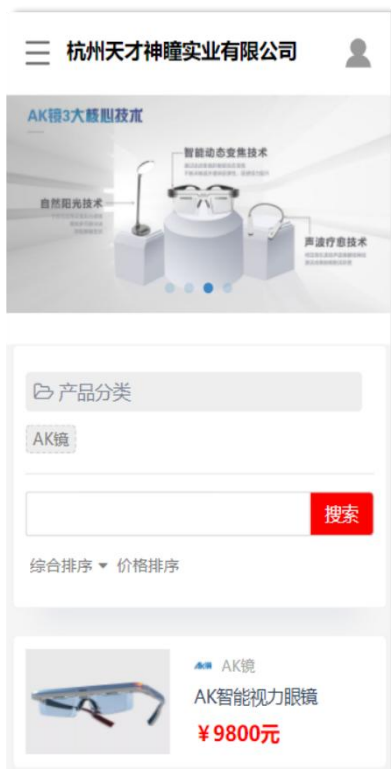 杭州天才神瞳实业有限公司
AK镜3大核心技术
智能动态变焦技术
自然阳光技术
声波疗愈技术
产品分类
AK镜
搜索
综合排序 价格排序
AK镜 AK镜
AK智能视力眼镜
¥9800元